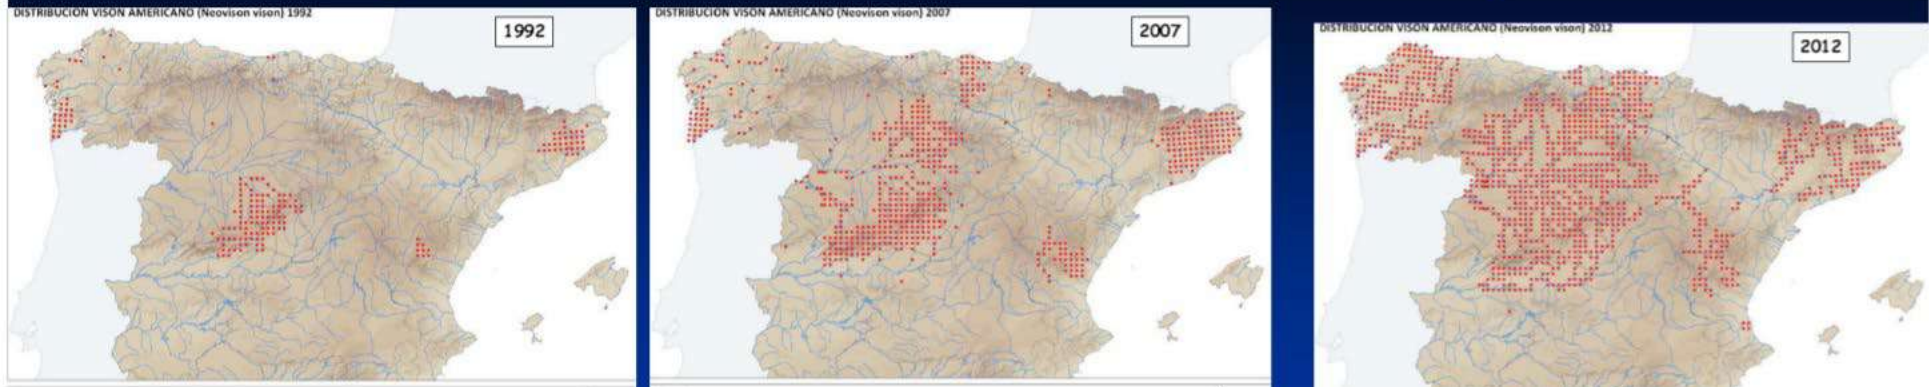 DISTRIBUCION VISON AMERICANO (Neovison vison) 1992
1992
DISTRIBUCION VISON AMERICANO (Neovison vison) 2007
2007
DISTRIBUCION VISON AMERICANO (Neovison vison) 2012
2012